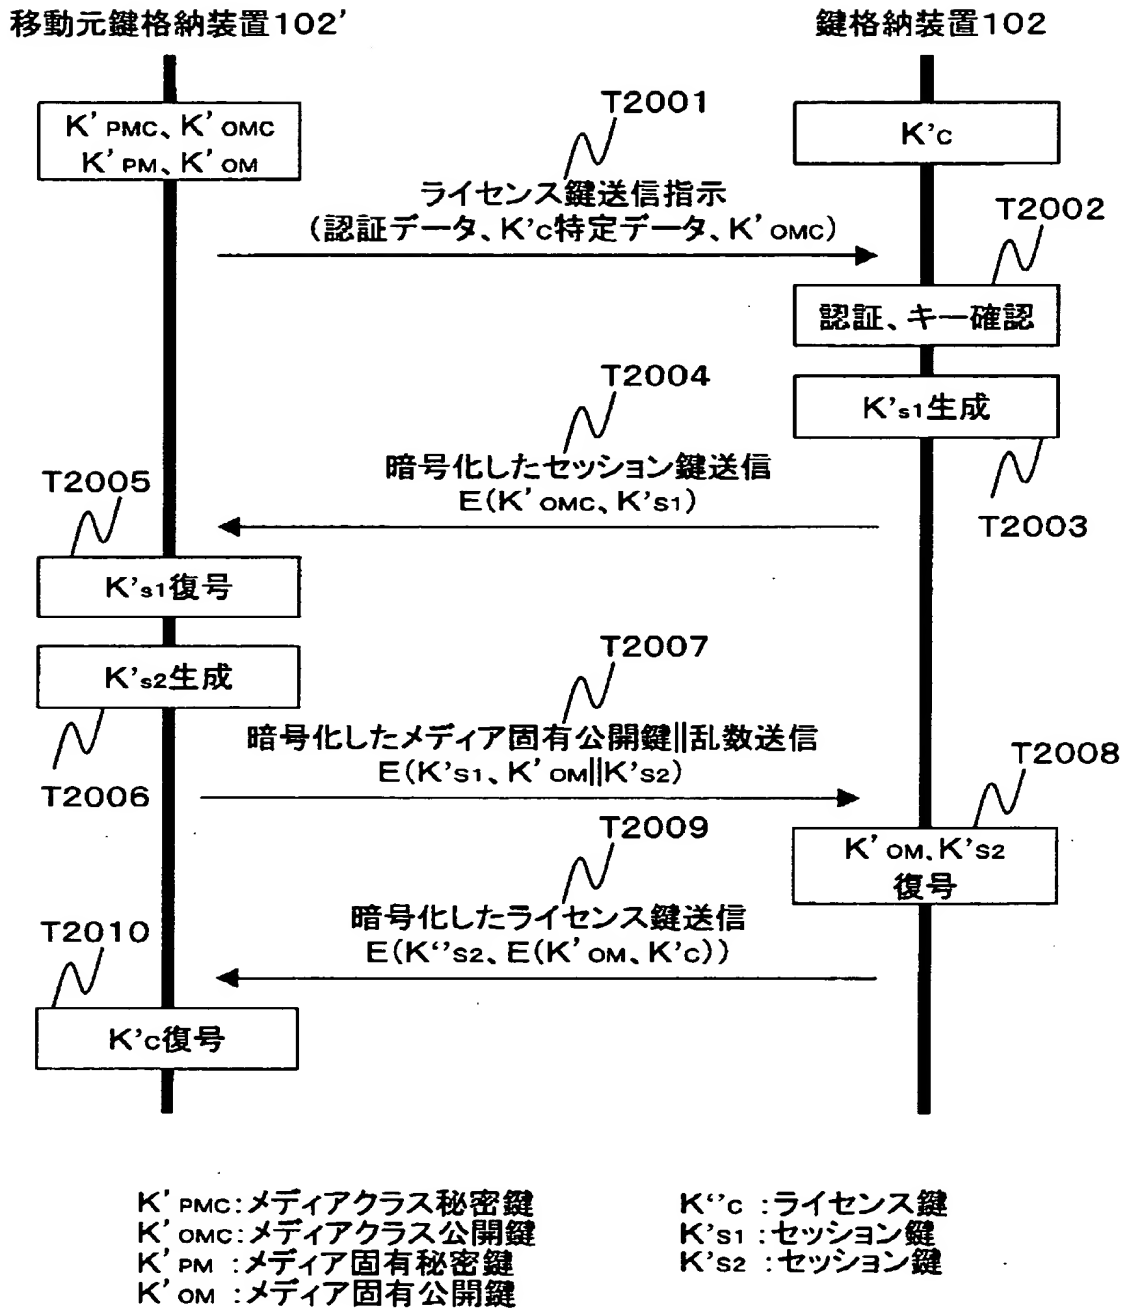 移動元鍵格納装置102'
鍵格納装置102
K'PMC、K'OMC
K'PM、K'OM
K'C
T2001
ライセンス鍵送信指示
(認証データ、K'C特定データ、K'OMC)
T2002
認証、キー確認
K'S1生成
T2003
T2004
暗号化したセッション鍵送信
E(K'OMC、K'S1)
T2005
K'S1復号
K'S2生成
T2006
T2007
暗号化したメディア固有公開鍵||乱数送信
E(K'S1、K'OM||K'S2)
T2008
K'OM、K'S2
復号
T2009
暗号化したライセンス鍵送信
E(K‘’S2、E(K'OM、K'C))
T2010
K'C復号
K'PMC:メディアクラス秘密鍵
K'OMC:メディアクラス公開鍵
K'PM :メディア固有秘密鍵
K'OM :メディア固有公開鍵
K‘’C :ライセンス鍵
K'S1 :セッション鍵
K'S2 :セッション鍵